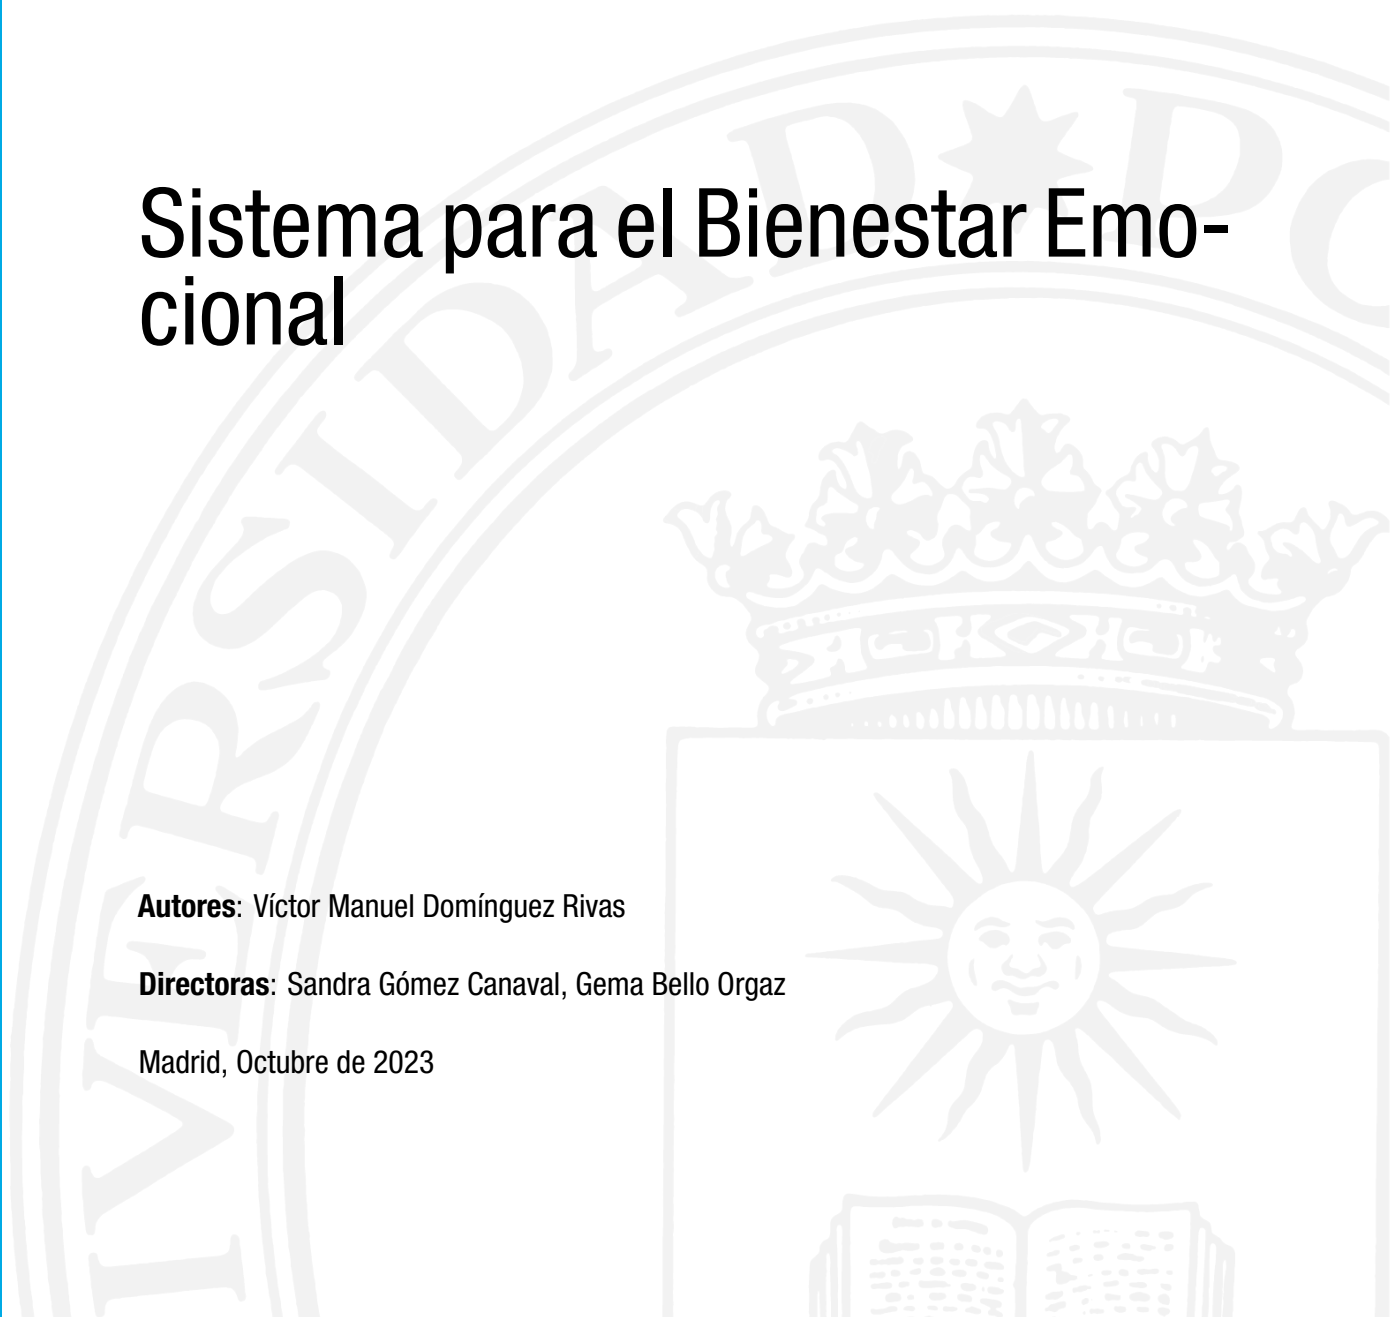 Sistema para el Bienestar Emo-
cional
Autores: Víctor Manuel Domínguez Rivas
Directoras: Sandra Gómez Canaval, Gema Bello Orgaz
Madrid, Octubre de 2023